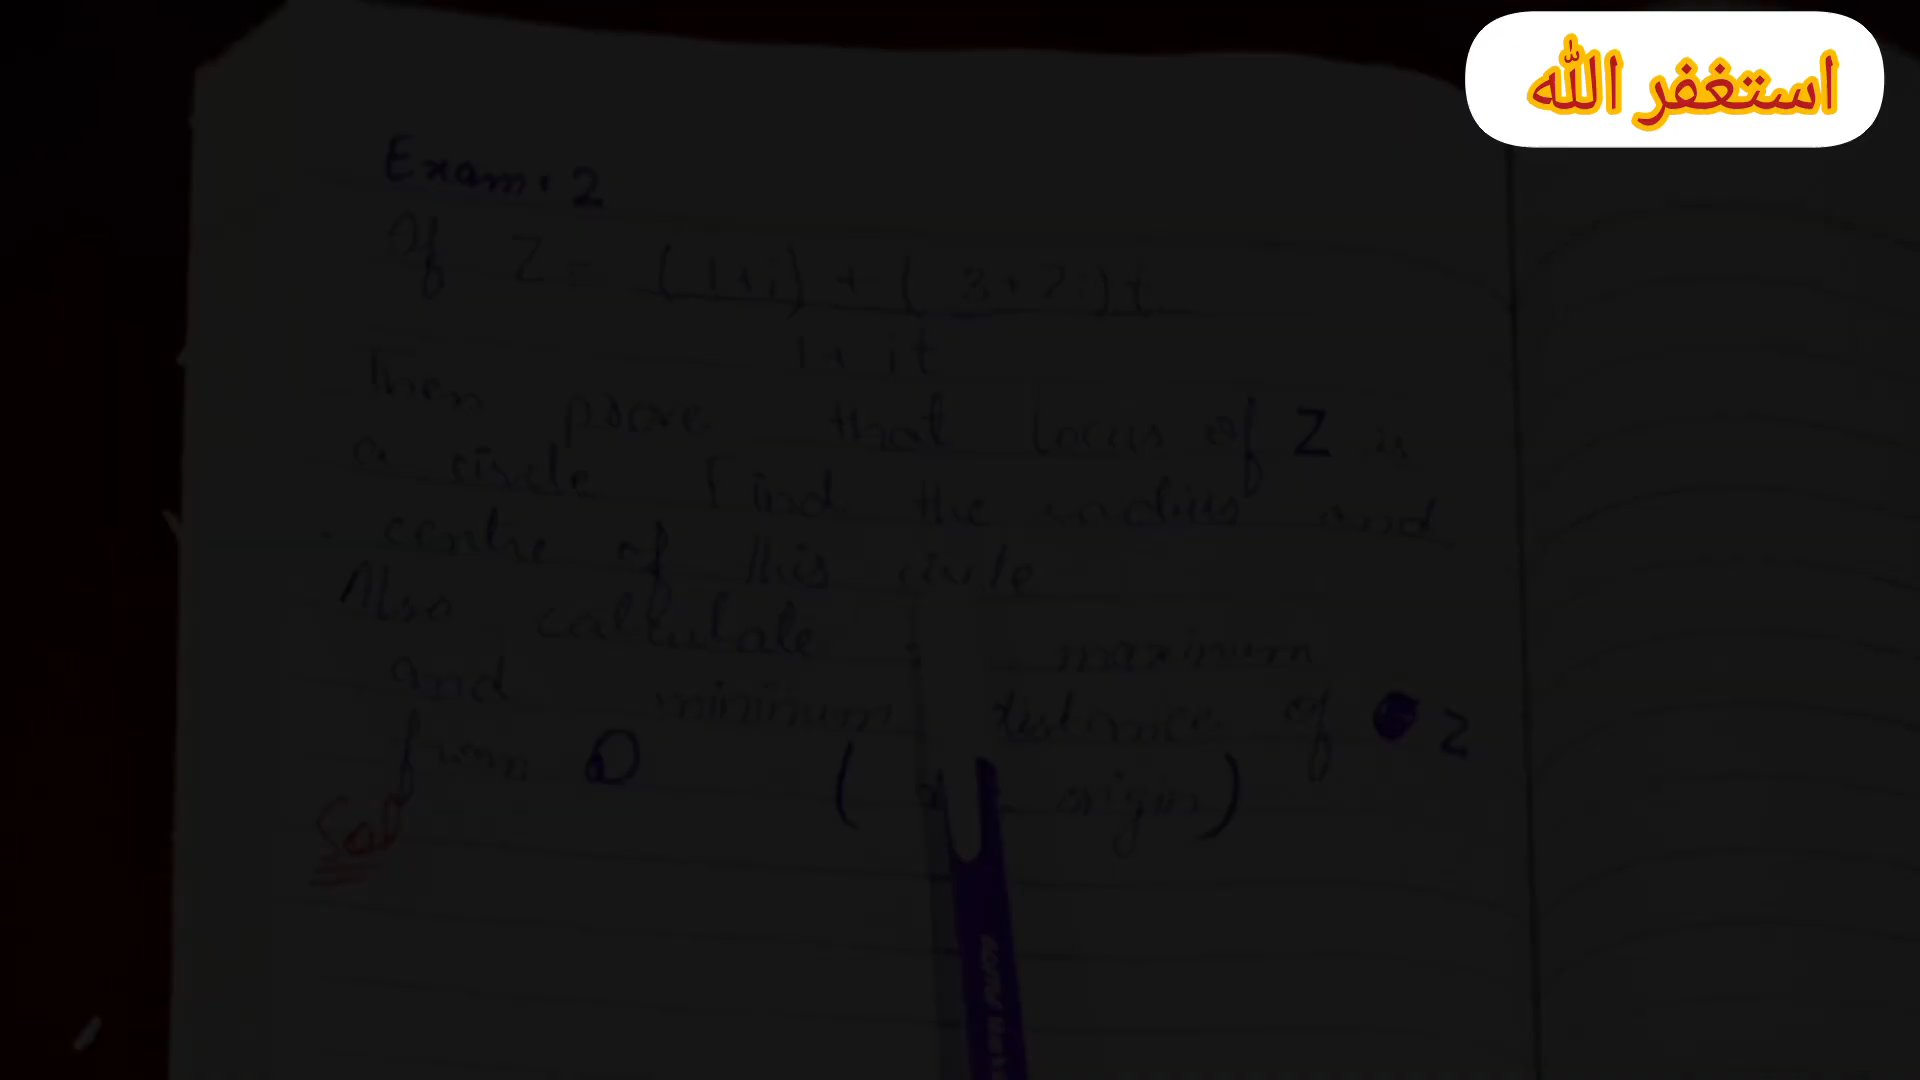 استغفر الله
Exam. 2
If Z = (1+i) + (3+2i)t
1 + it
Then prove that locus of Z is
a circle Find the radius and
centre of this circle
Also calculate maximum
and minimum distance of Z
from O ( origin)
Sol